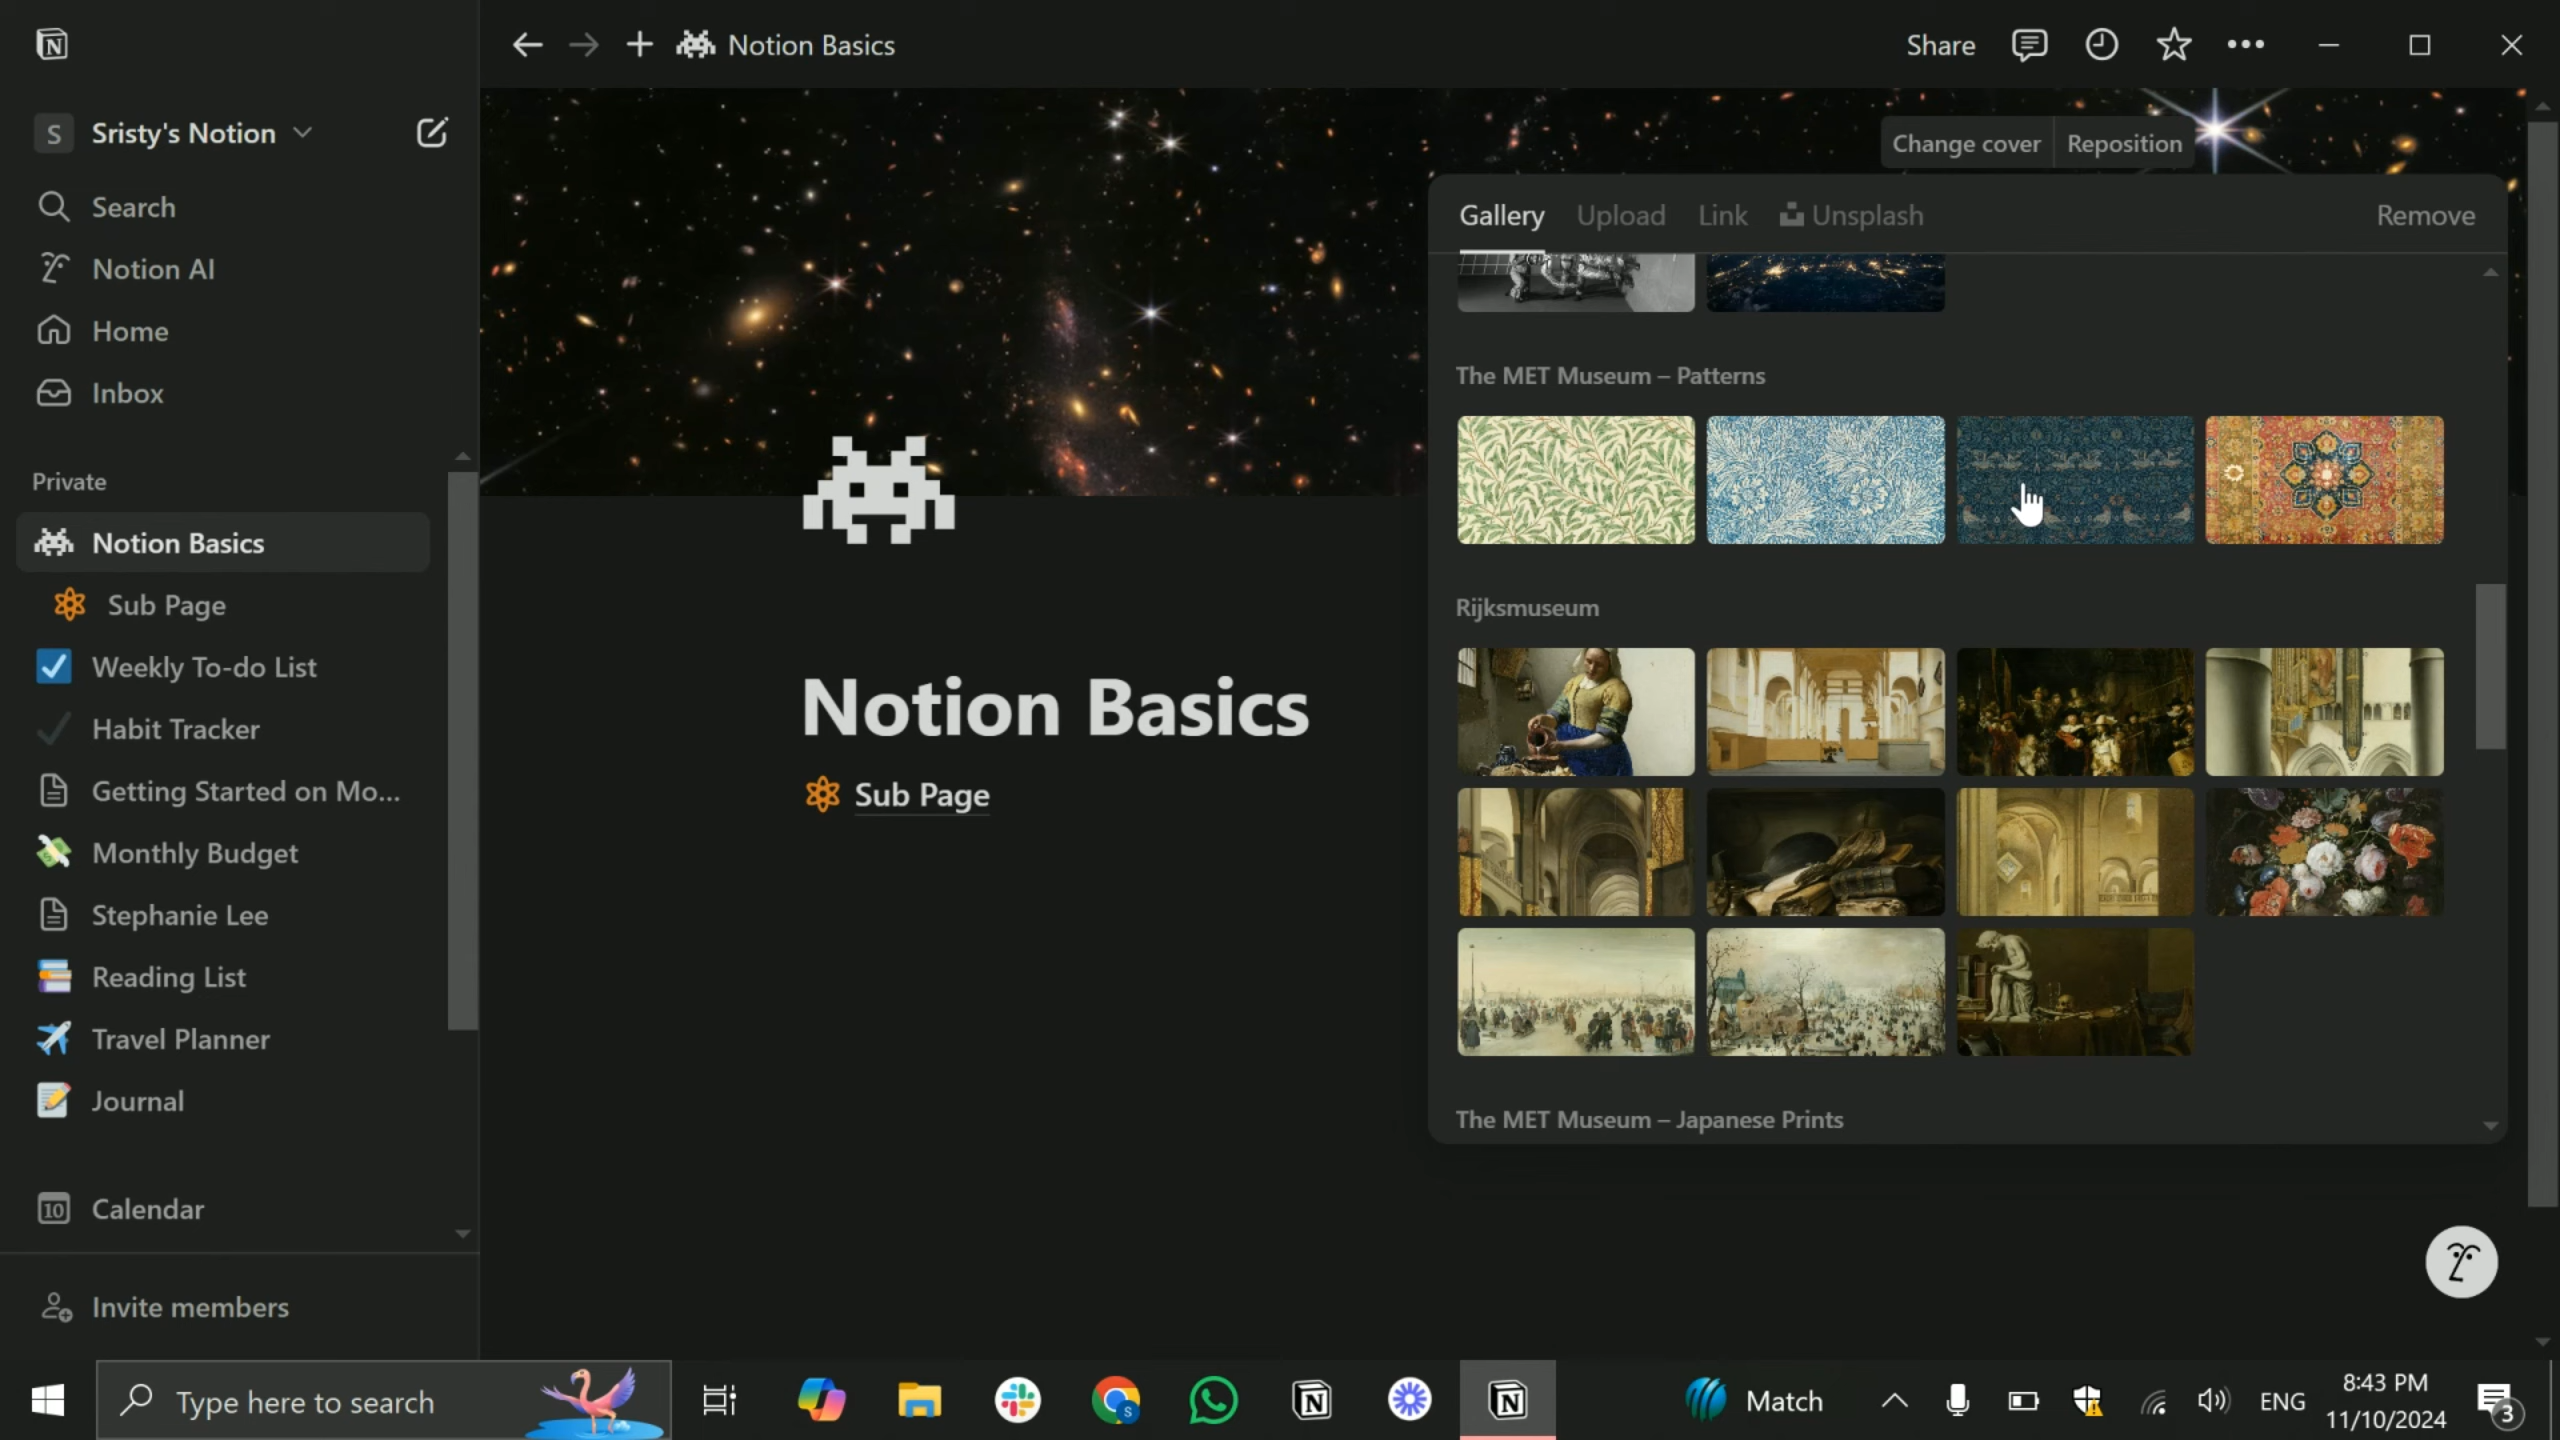 Notion Basics
Share
S Sristy's Notion
Search
Notion AI
Home
Inbox
Private
Notion Basics
Sub Page
Weekly To-do List
Habit Tracker
Getting Started on Mo...
Monthly Budget
Stephanie Lee
Reading List
Travel Planner
Journal
10 Calendar
Invite members
Change cover Reposition
Gallery Upload Link Unsplash Remove
The MET Museum – Patterns
Rijksmuseum
The MET Museum – Japanese Prints
Notion Basics
Sub Page
Type here to search
S
Match
ENG
8:43 PM
11/10/2024
3